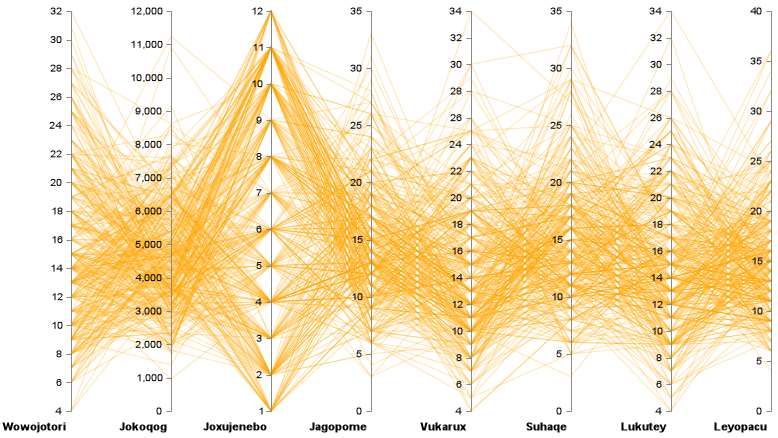 32 12,000 12 35 34 35 34 40
30 11,000 11 30 32 30 32 35
28 10,000 10 25 30 25 30 30
26 9,000 9 20 28 20 28 25
24 8,000 8 15 26 15 26 20
22 7,000 7 10 24 10 24 15
20 6,000 6 5 22 5 22 10
18 5,000 5 0 20 0 20 5
16 4,000 4 18 18 0
14 3,000 3 16 16
12 2,000 2 14 14
10 1,000 1 12 12
8 0 10 10
6 8 8
4 6 6
4 4
Wowojotori Jokoqog Joxujenebo Jagopome Vukarux Suhaqe Lukutey Leyopacu